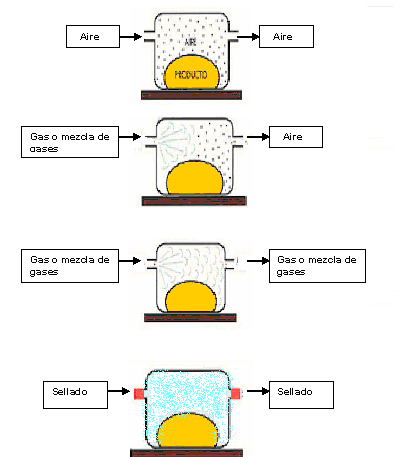 Aire
Aire
AIRE
PRODUCTO
Gas o mezcla de
gases
Aire
Gas o mezcla de
gases
Gas o mezcla de
gases
Sellado
Sellado